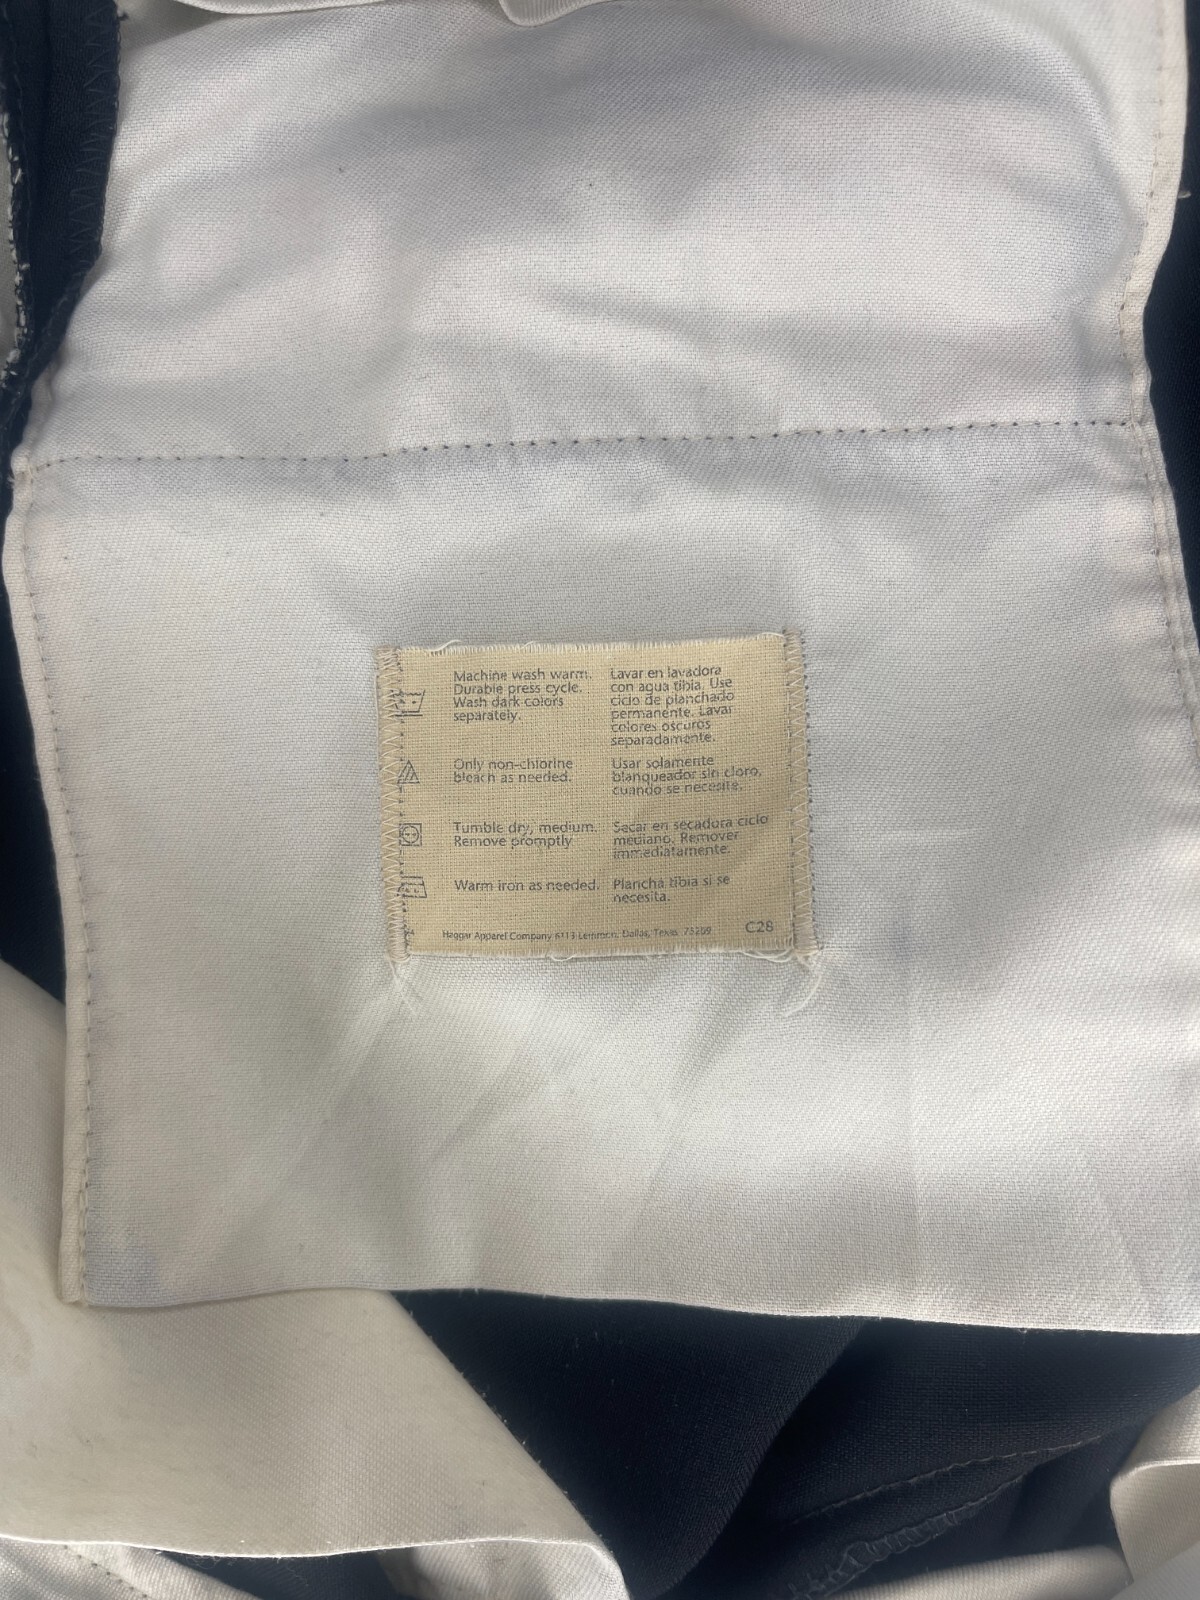 Machine wash warm.
Durable press cycle.
Wash dark colors
separately.
Lavar en lavadora
con agua tibia. Use
ciclo de planchado
permanente. Lavar
colores oscuros
separadamente.
Only non-chlorine
bleach as needed.
Usar solamente
blanqueador sin cloro,
cuando se necesite.
Tumble dry, medium.
Remove promptly
Secar en secadora ciclo
mediano. Remover
immediatamente.
Warm iron as needed.
Plancha tibia si se
necesita.
Haggar Apparel Company 6113 Lemmon, Dallas, Texas 75209
C28